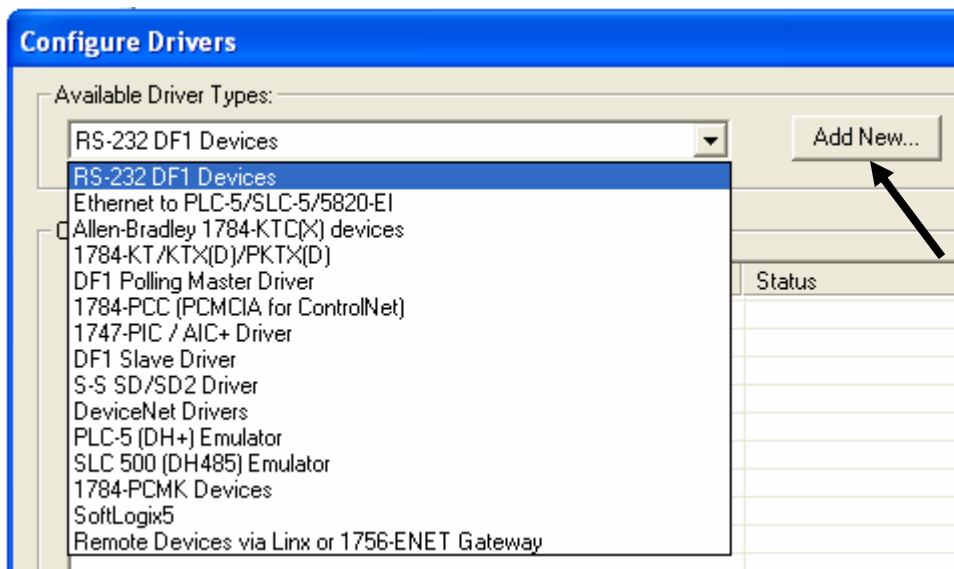 Configure Drivers
Available Driver Types:
RS-232 DF1 Devices
Add New...
RS-232 DF1 Devices
Ethernet to PLC-5/SLC-5/5820-EI
Allen-Bradley 1784-KTC(X) devices
1784-KT/KTX(D)/PKTX(D)
DF1 Polling Master Driver
1784-PCC (PCMCIA for ControlNet)
1747-PIC / AIC+ Driver
DF1 Slave Driver
S-S SD/SD2 Driver
DeviceNet Drivers
PLC-5 (DH+) Emulator
SLC 500 (DH485) Emulator
1784-PCMK Devices
SoftLogix5
Remote Devices via Linx or 1756-ENET Gateway
Status